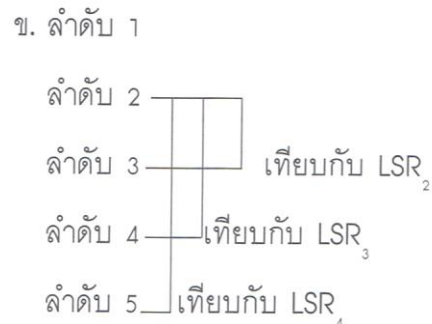 ข. ลำดับ 1
ลำดับ 2
ลำดับ 3 เทียบกับ LSR₂
ลำดับ 4 เทียบกับ LSR₃
ลำดับ 5 เทียบกับ LSR₄